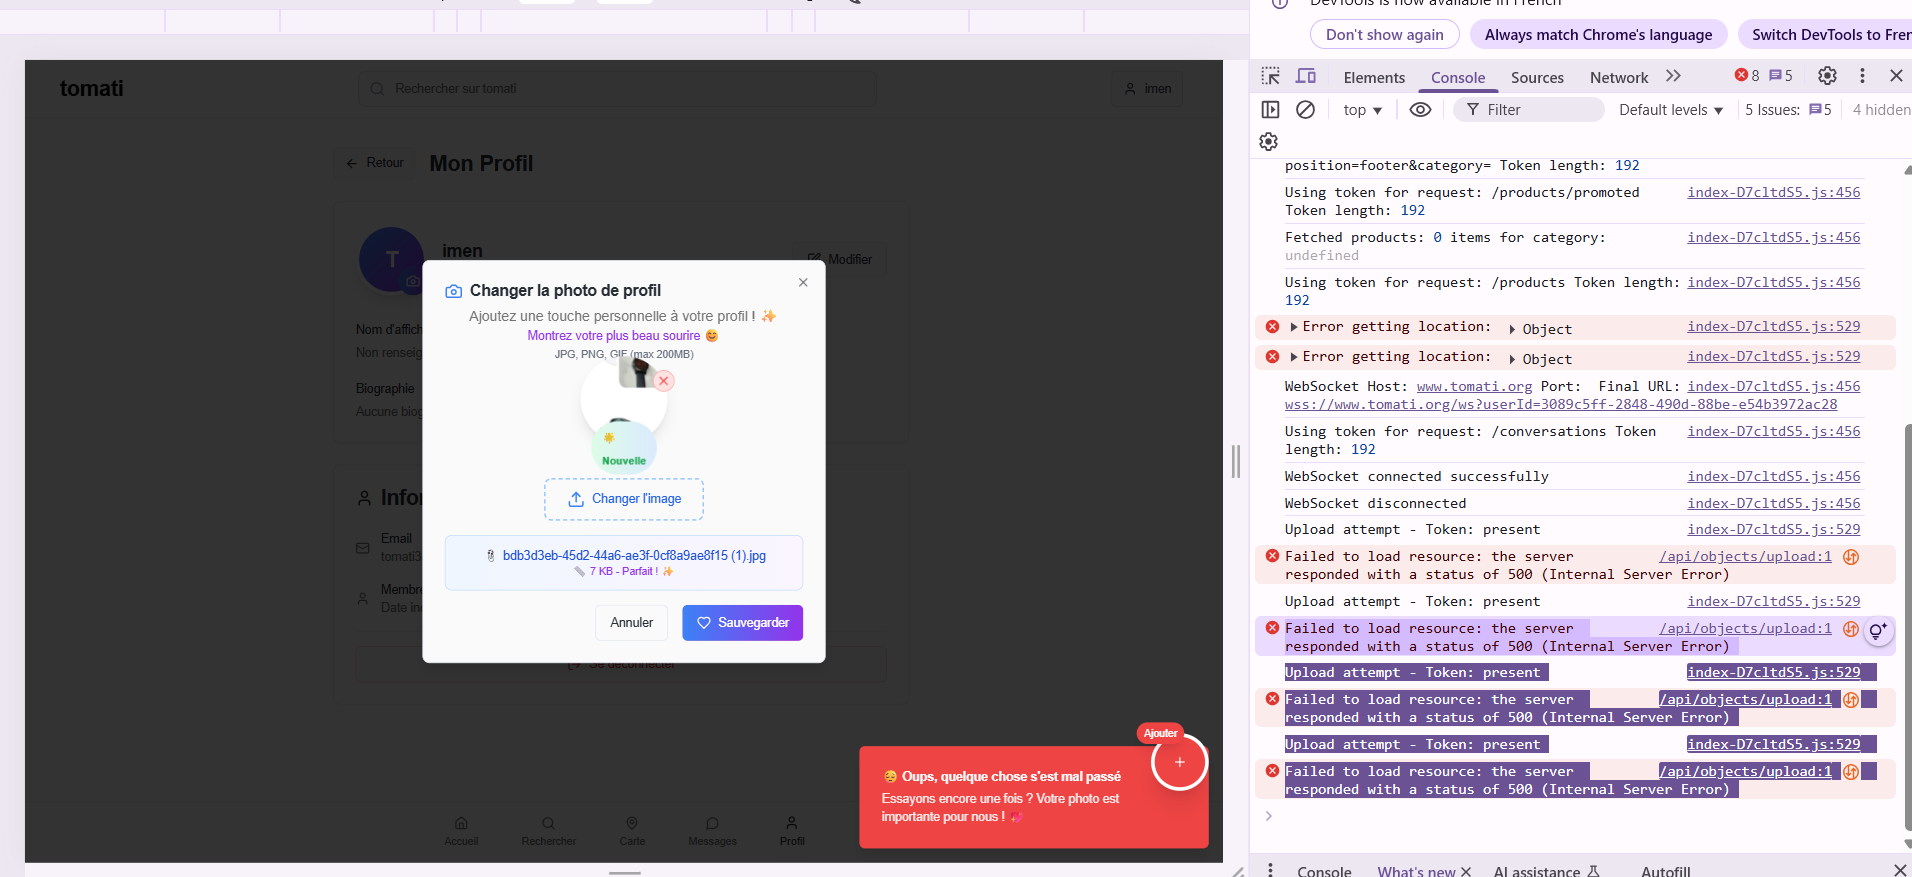 tomati
Rechercher sur tomati
imen
Retour
Mon Profil
T
imen
Modifier
Nom d'affich
Non renseig
Biographie
Aucune biog
Infor
Email
tomati3
Membre
Date in
Changer la photo de profil
Ajoutez une touche personnelle à votre profil ! ✨
Montrez votre plus beau sourire 😊
JPG, PNG, GIF (max 200MB)
Nouvelle
Changer l'image
bdb3d3eb-45d2-44a6-ae3f-0cf8a9ae8f15 (1).jpg
7 KB - Parfait ! ✨
Annuler
Sauvegarder
Se déconnecter
Ajouter
+
😔 Oups, quelque chose s'est mal passé
Essayons encore une fois ? Votre photo est
importante pour nous ! 💖
Accueil
Rechercher
Carte
Messages
Profil
DevTools is now available in French
Don't show again
Always match Chrome's language
Switch DevTools to Fren
Elements
Console
Sources
Network
8
5
top
Filter
Default levels
5 Issues:
5
4 hidden
position=footer&category= Token length: 192
Using token for request: /products/promoted index-D7cltdS5.js:456
Token length: 192
Fetched products: 0 items for category: index-D7cltdS5.js:456
undefined
Using token for request: /products Token length: index-D7cltdS5.js:456
192
Error getting location: Object index-D7cltdS5.js:529
Error getting location: Object index-D7cltdS5.js:529
WebSocket Host: www.tomati.org Port: Final URL: index-D7cltdS5.js:456
wss://www.tomati.org/ws?userId=3089c5ff-2848-490d-88be-e54b3972ac28
Using token for request: /conversations Token index-D7cltdS5.js:456
length: 192
WebSocket connected successfully index-D7cltdS5.js:456
WebSocket disconnected index-D7cltdS5.js:456
Upload attempt - Token: present index-D7cltdS5.js:529
Failed to load resource: the server /api/objects/upload:1
responded with a status of 500 (Internal Server Error)
Upload attempt - Token: present index-D7cltdS5.js:529
Failed to load resource: the server /api/objects/upload:1
responded with a status of 500 (Internal Server Error)
Upload attempt - Token: present index-D7cltdS5.js:529
Failed to load resource: the server /api/objects/upload:1
responded with a status of 500 (Internal Server Error)
Upload attempt - Token: present index-D7cltdS5.js:529
Failed to load resource: the server /api/objects/upload:1
responded with a status of 500 (Internal Server Error)
Console
What's new
AI assistance
Autofill